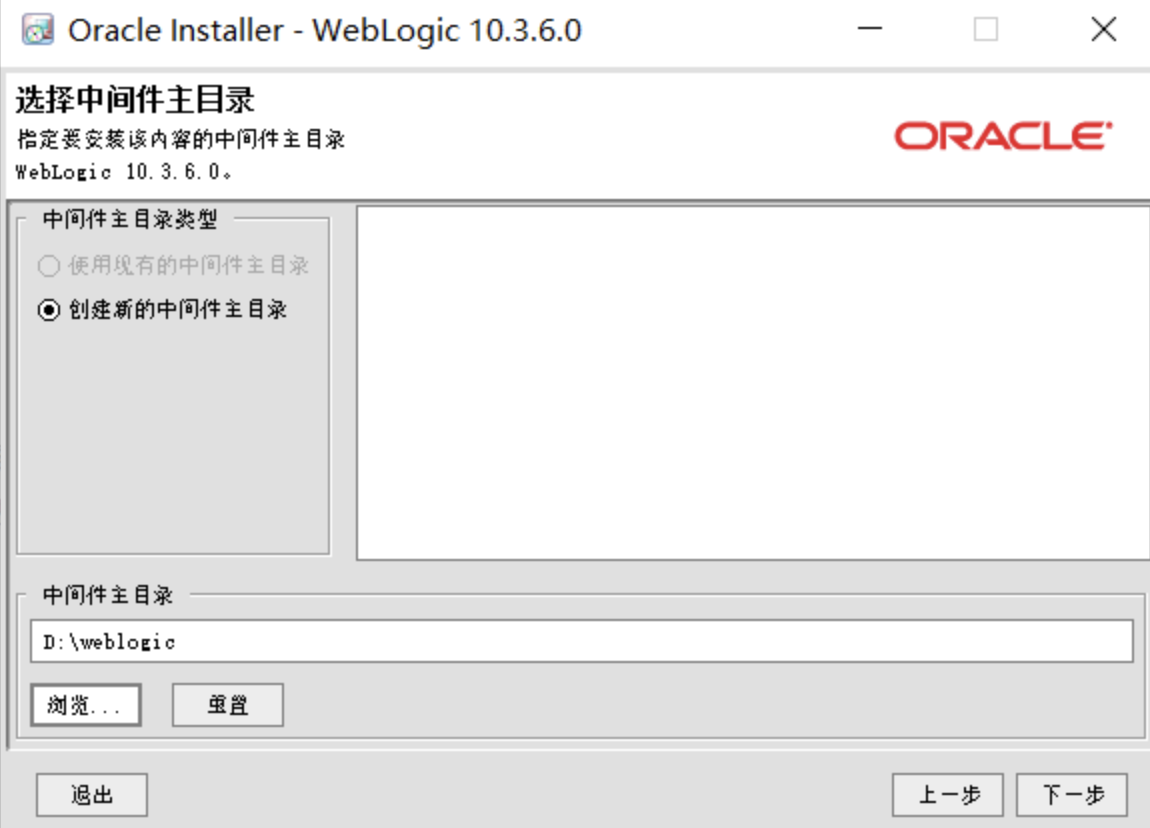 Oracle Installer - WebLogic 10.3.6.0
选择中间件主目录
指定要安装该内容的中间件主目录
WebLogic 10.3.6.0。
ORACLE
中间件主目录类型
使用现有的中间件主目录
创建新的中间件主目录
中间件主目录
D:\weblogic
浏览...
重置
退出
上一步
下一步